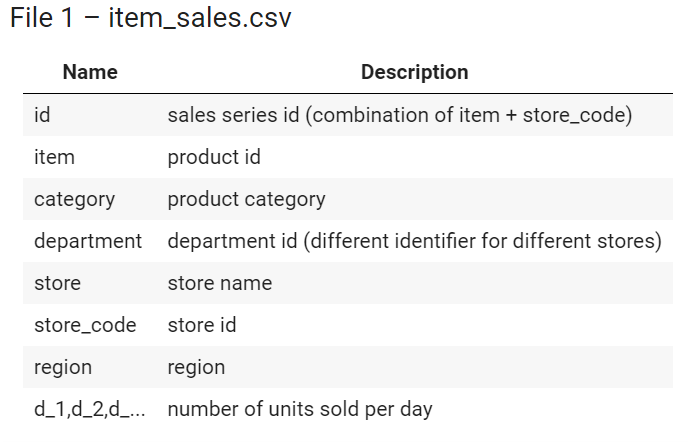 File 1 – item_sales.csv
Name Description
id sales series id (combination of item + store_code)
item product id
category product category
department department id (different identifier for different stores)
store store name
store_code store id
region region
d_1,d_2,d_... number of units sold per day